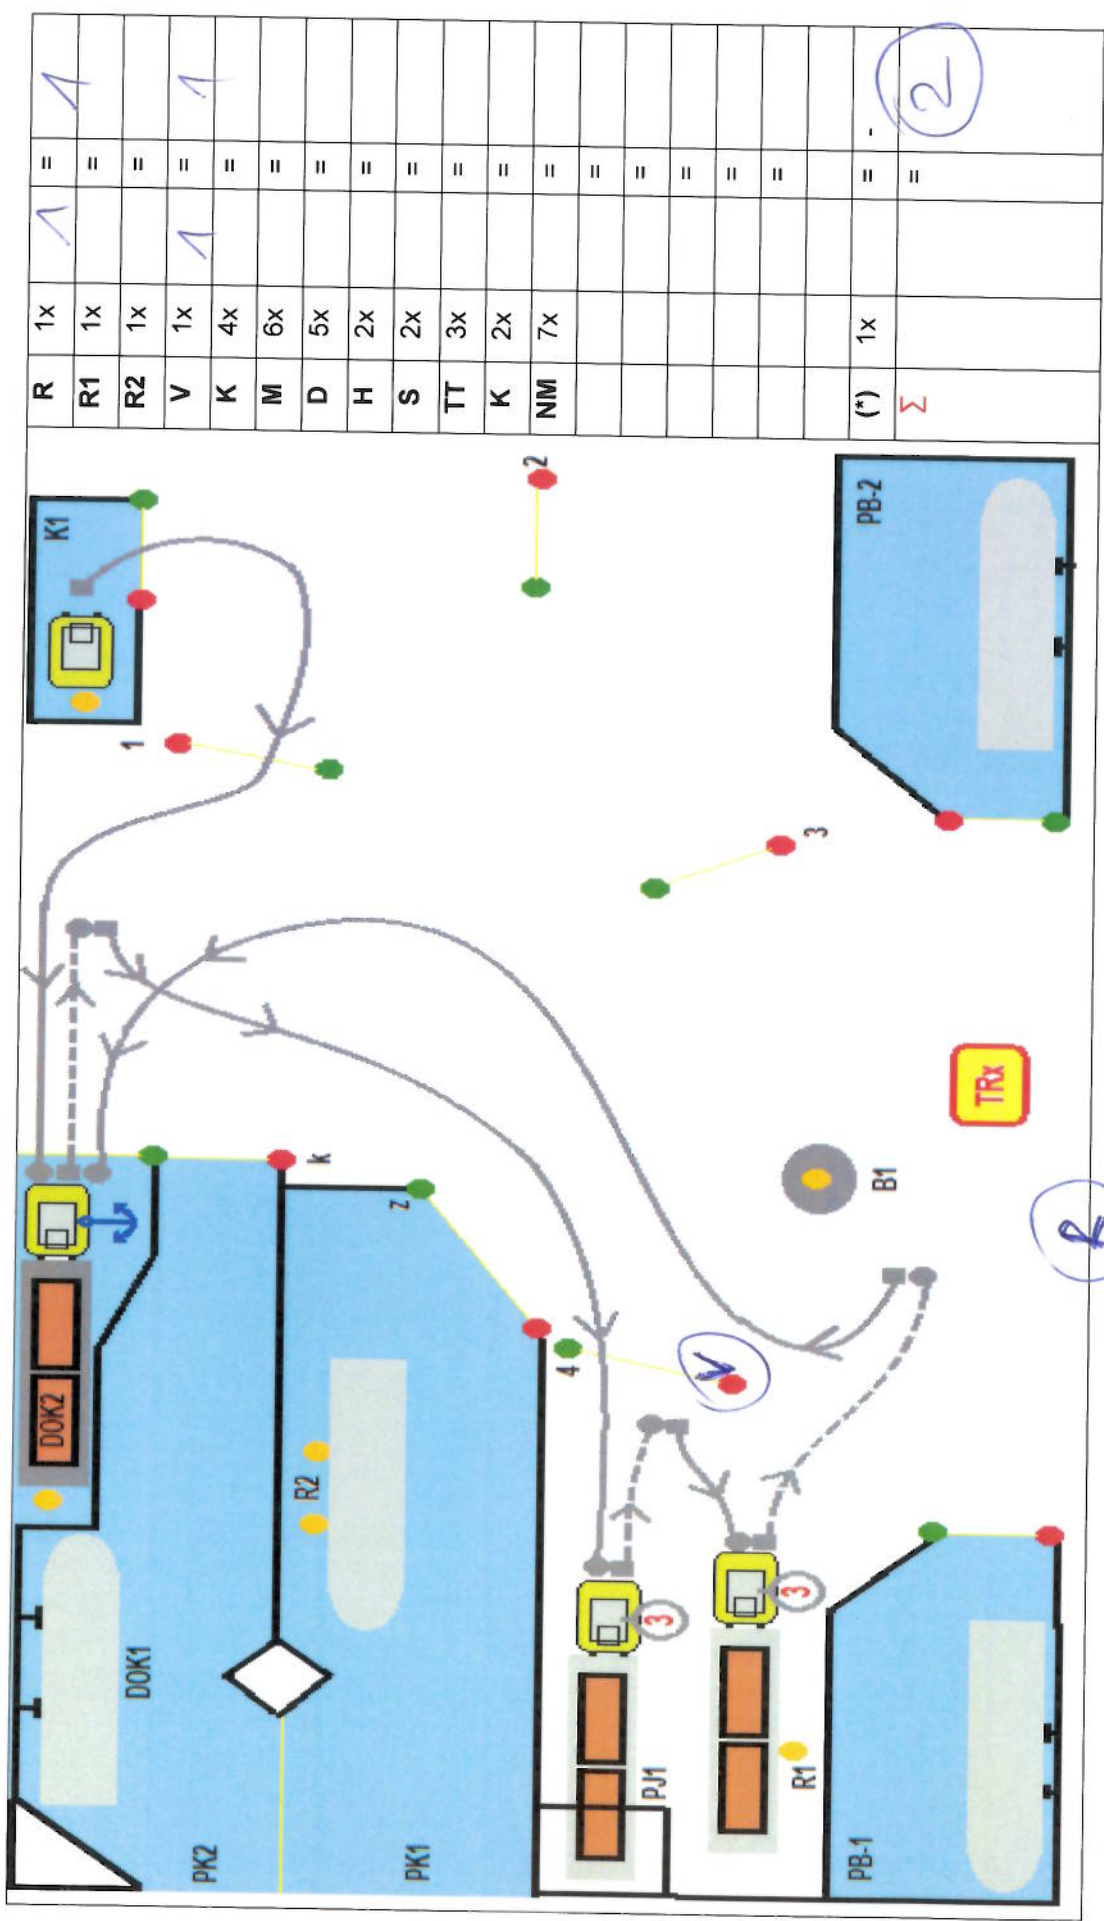 R 1x 1 = 1
R1 1x =
R2 1x =
V 1x 1 = 1
K 4x =
M 6x =
D 5x =
H 2x =
S 2x =
TT 3x =
K 2x =
NM 7x =
=
=
=
=
=
(*) 1x = -
Σ = 2
K1
1
2
3
4
PB-2
DOK2
DOK1
k
z
R2
PK2
PK1
B1
TRx
R
V
3
3
PJ1
R1
PB-1